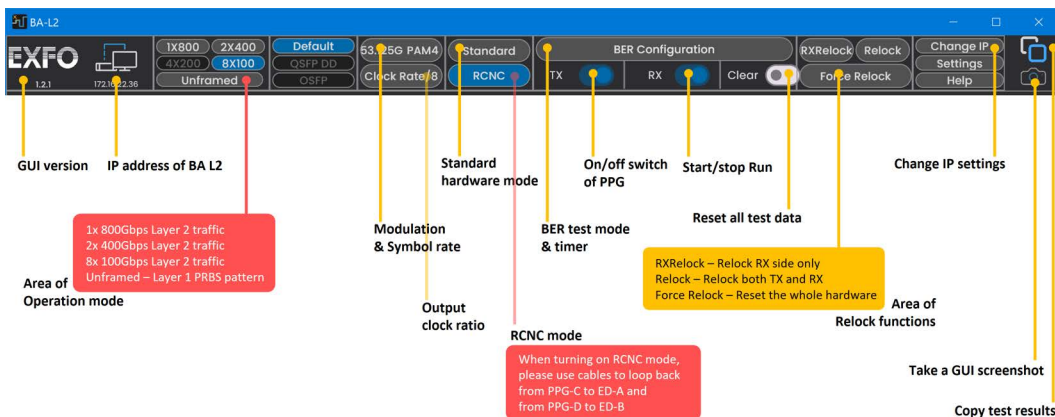 BA-L2
EXFO
1.2.1
172.16.22.36
1X800 2X400
4X200 8X100
Unframed
Default
QSFP DD
OSFP
53.125G PAM4
Clock Rate/8
Standard
RCNC
BER Configuration
TX RX Clear
RXRelock Relock
Force Relock
Change IP
Settings
Help
GUI version
IP address of BA L2
Standard
hardware mode
On/off switch
of PPG
Start/stop Run
Change IP settings
Reset all test data
Modulation
& Symbol rate
BER test mode
& timer
1x 800Gbps Layer 2 traffic
2x 400Gbps Layer 2 traffic
8x 100Gbps Layer 2 traffic
Unframed – Layer 1 PRBS pattern
Area of
Operation mode
RXRelock – Relock RX side only
Relock – Relock both TX and RX
Force Relock – Reset the whole hardware
Area of
Relock functions
Output
clock ratio
RCNC mode
When turning on RCNC mode,
please use cables to loop back
from PPG-C to ED-A and
from PPG-D to ED-B
Take a GUI screenshot
Copy test results